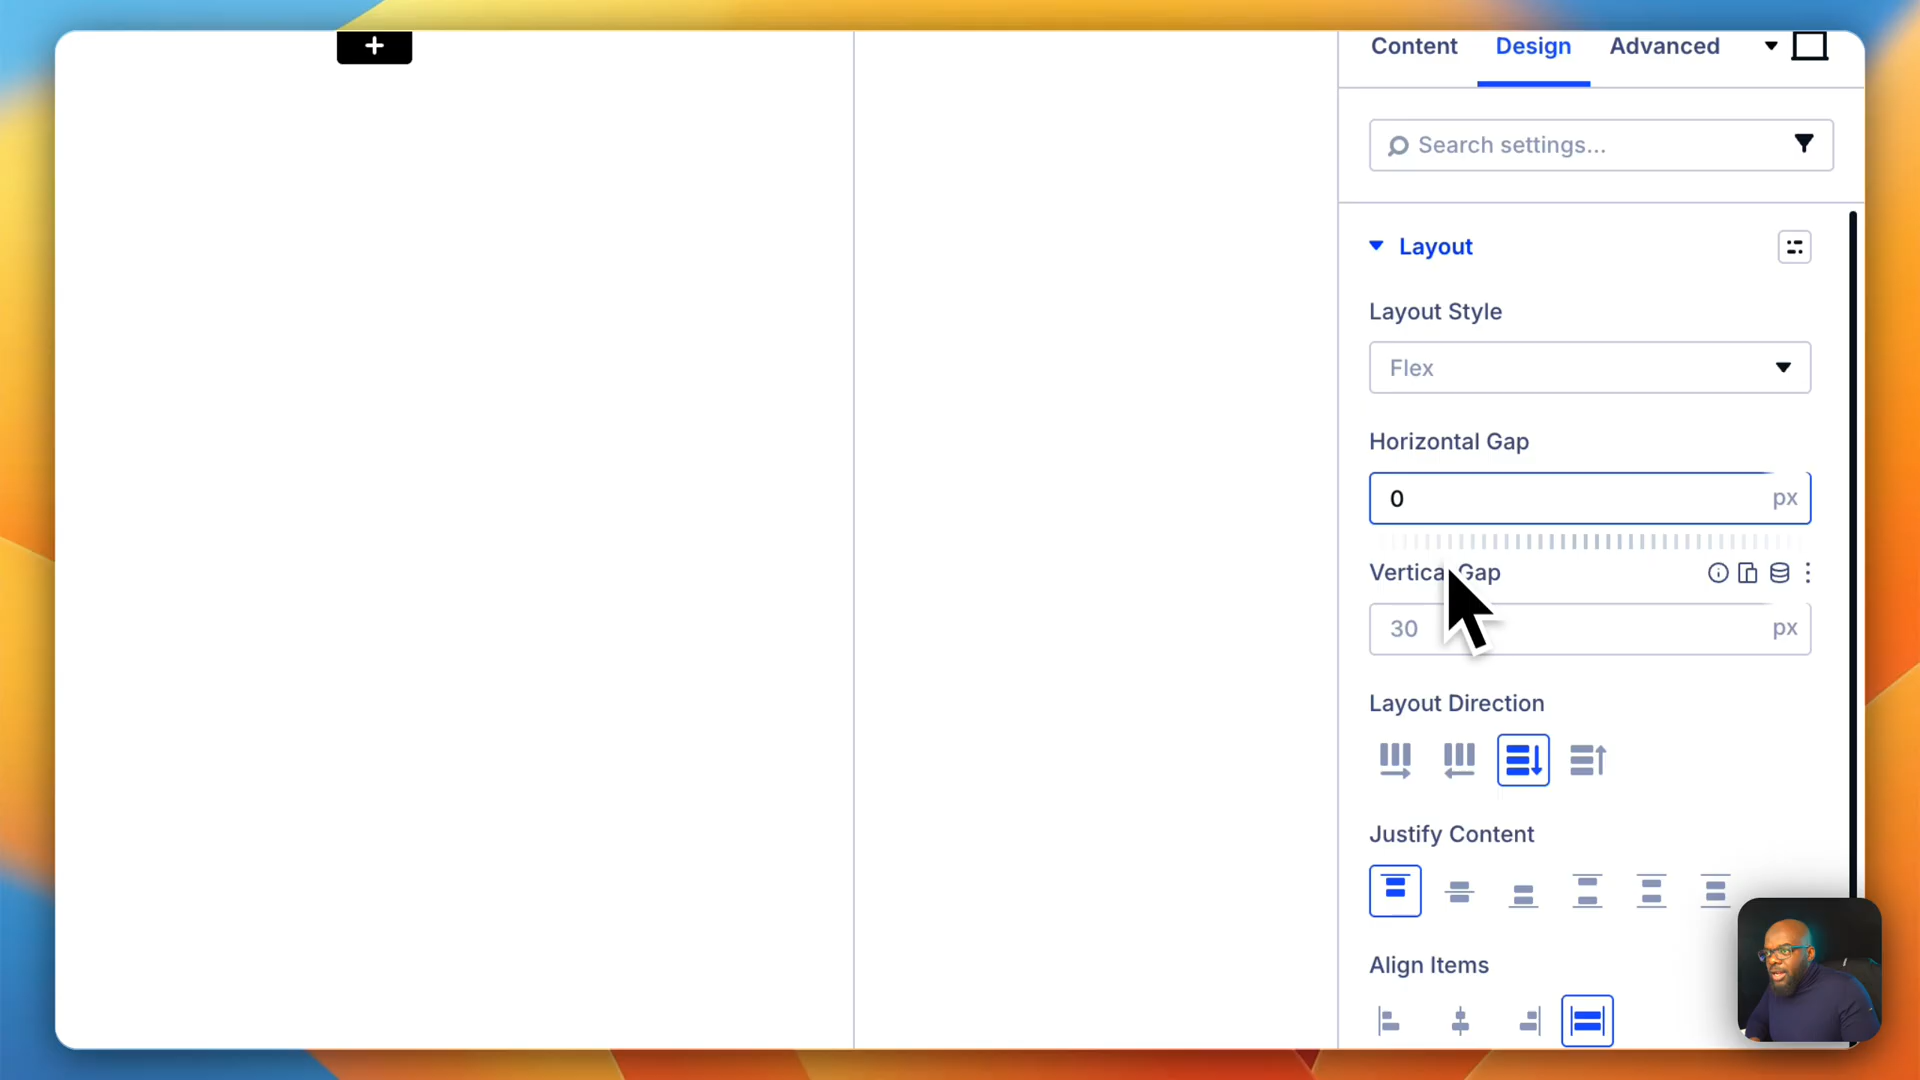 Content Design Advanced
Search settings...
Layout
Layout Style
Flex
Horizontal Gap
0 px
Vertical Gap
30 px
Layout Direction
Justify Content
Align Items